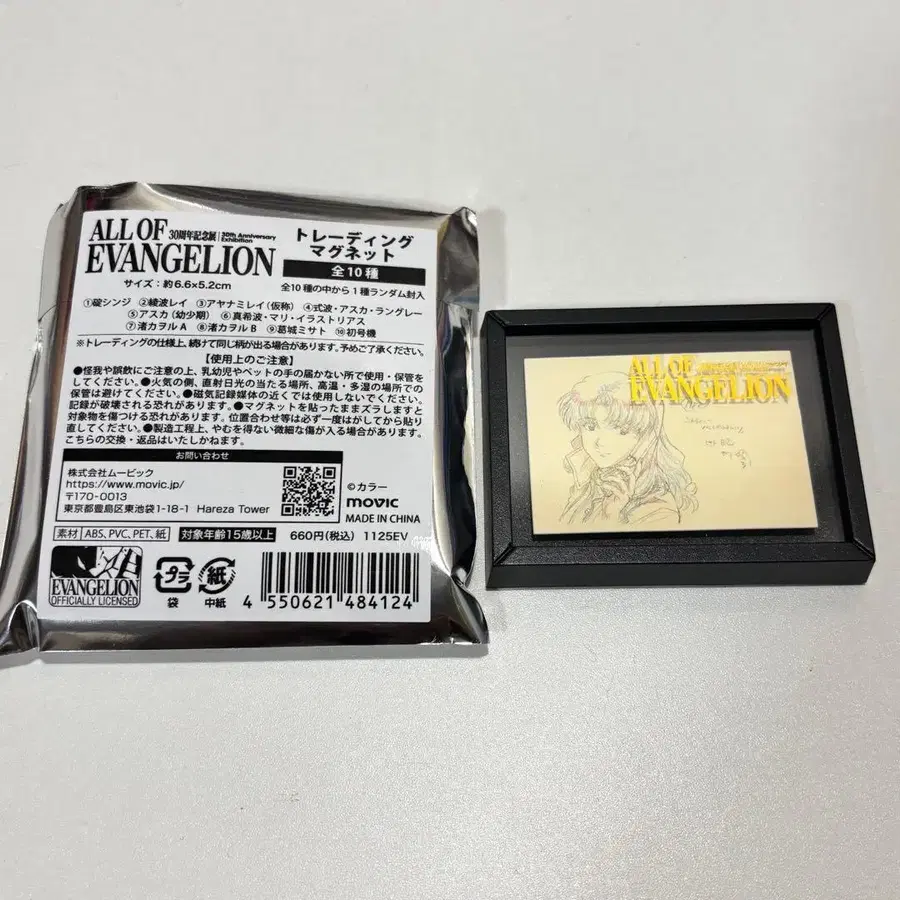 ALL OF
30周年記念展 30th Anniversary Exhibition
EVANGELION
トレーディング
マグネット
全10種
サイズ：約6.6×5.2cm
全10種の中から1種ランダム封入
①碇シンジ ②綾波レイ ③アヤナミレイ（仮称） ④式波・アスカ・ラングレー
⑤アスカ（幼少期） ⑥真希波・マリ・イラストリアス
⑦渚カヲル A ⑧渚カヲル B ⑨葛城ミサト ⑩初号機
※トレーディングの仕様上、続けて同じ柄が出る場合があります。予めご了承ください。
【使用上のご注意】
●怪我や誤飲にご注意の上、乳幼児やペットの手の届かない所で使用・保管を
してください。●火気の側、直射日光の当たる場所、高温・多湿の場所での
保管は避けてください。●磁気記録媒体の近くでは使用しないでください。
記録が破壊される恐れがあります。●マグネットを貼ったままズラしますと
対象物を傷つける恐れがあります。位置合わせ等は必ず一度はがしてから貼り
直してください。●製造工程上、やむを得ない微細な傷が入る場合があります。
こちらの交換・返品はいたしかねます。
お問い合わせ
株式会社ムービック
https://www.movic.jp/
〒170-0013
東京都豊島区東池袋1-18-1 Hareza Tower
©カラー
movic
MADE IN CHINA
素材 ABS、PVC、PET、紙 対象年齢15歳以上 660円（税込） 1125EV
EVANGELION
OFFICIALLY LICENSED
プラ
袋
紙
中紙
4 550621 484124
ALL OF
EVANGELION